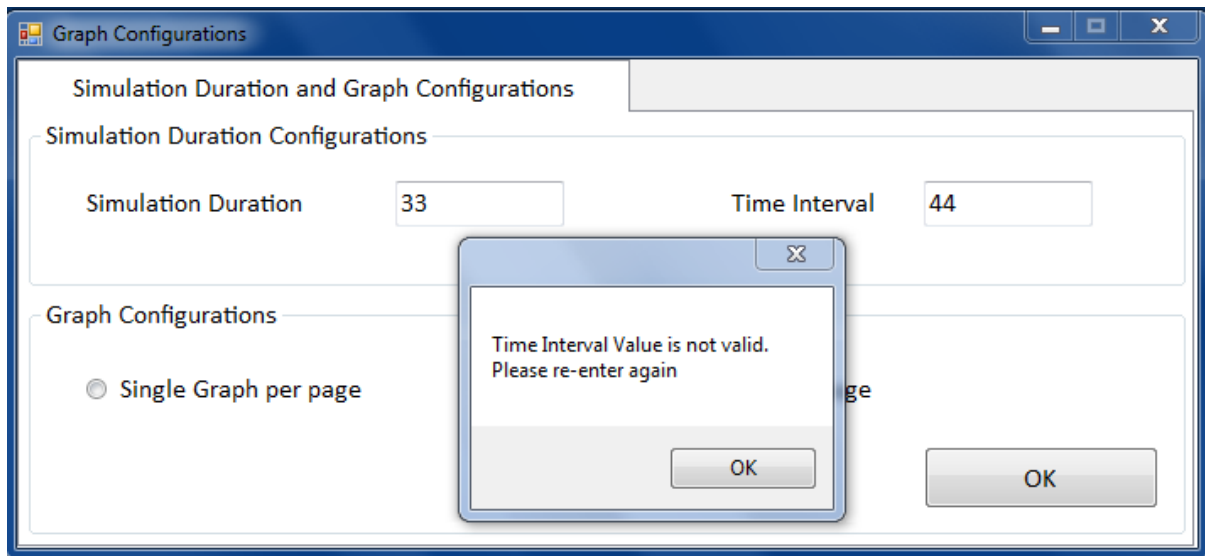 Graph Configurations
Simulation Duration and Graph Configurations
Simulation Duration Configurations
Simulation Duration 33 Time Interval 44
Graph Configurations
Time Interval Value is not valid.
Please re-enter again
Single Graph per page
OK
OK